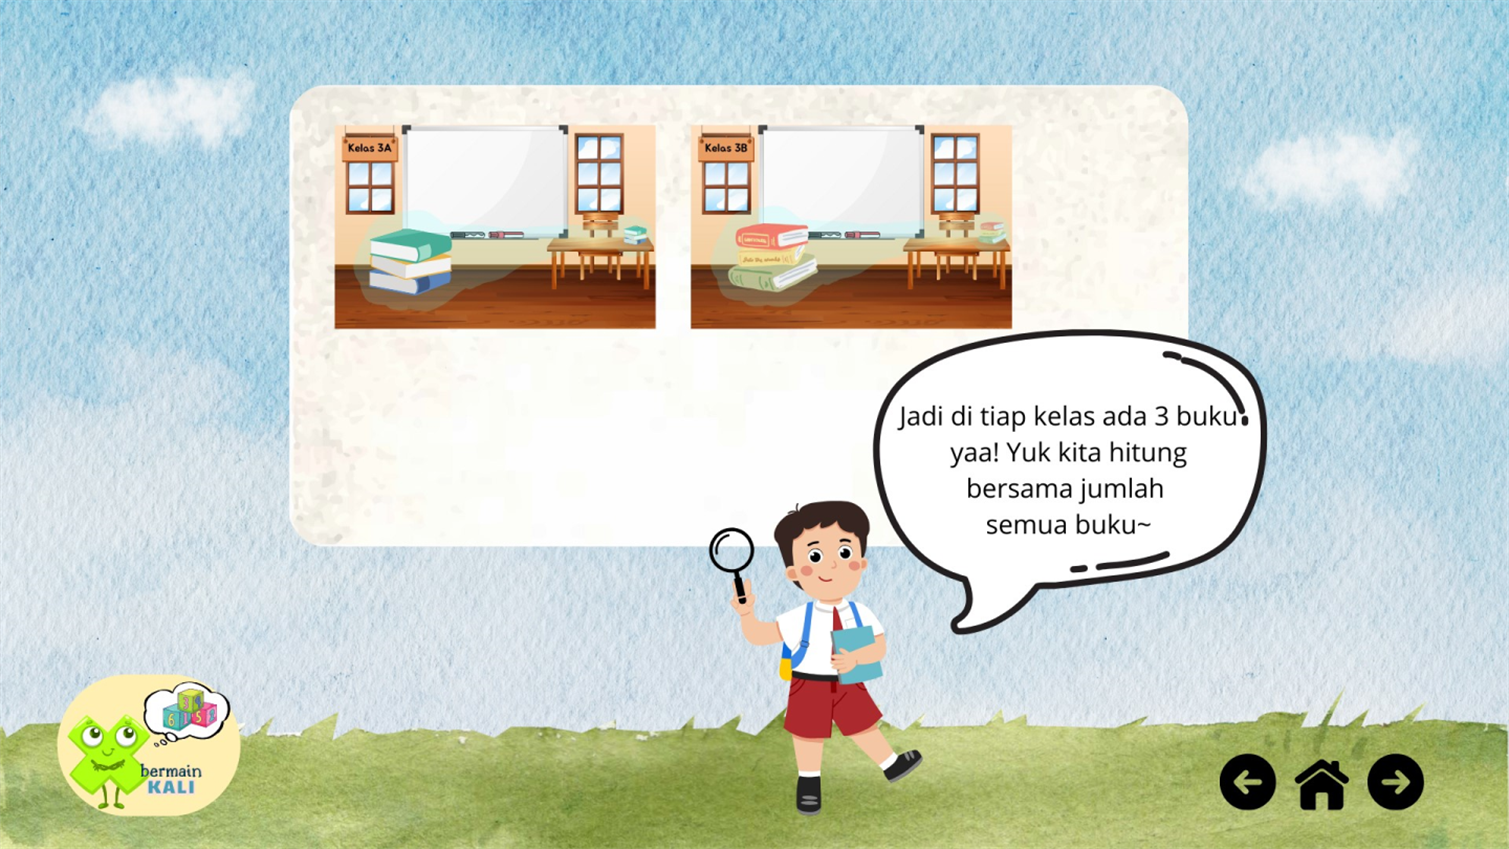 Kelas 3A
Kelas 3B
Jadi di tiap kelas ada 3 buku
yaa! Yuk kita hitung
bersama jumlah
semua buku~
bermain
KALI